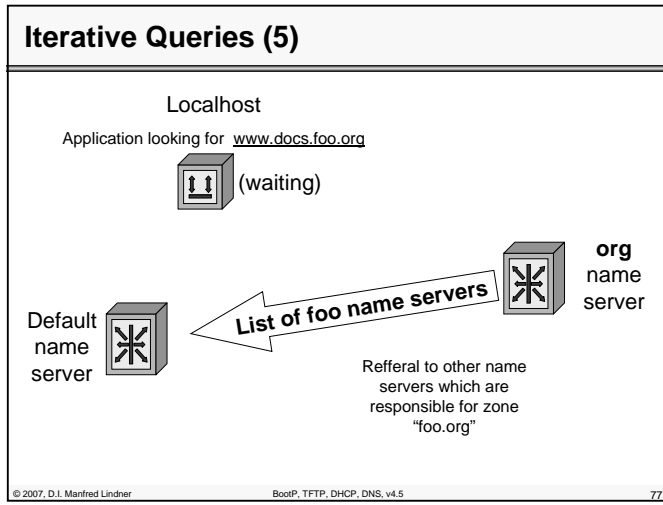 Iterative Queries (5)
Localhost
Application looking for www.docs.foo.org
(waiting)
org
name
server
List of foo name servers
Default
name
server
Refferal to other name
servers which are
responsible for zone
“foo.org”
© 2007, D.I. Manfred Lindner
BootP, TFTP, DHCP, DNS, v4.5
77